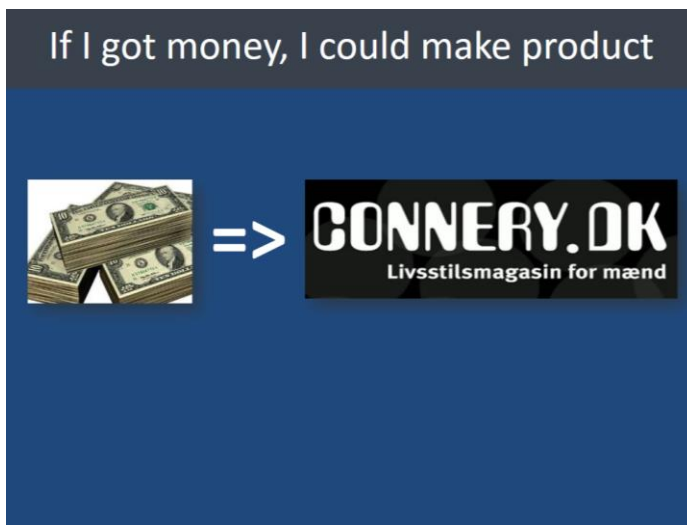 If I got money, I could make product
=>
CONNERY.DK
Livsstilsmagasin for mænd